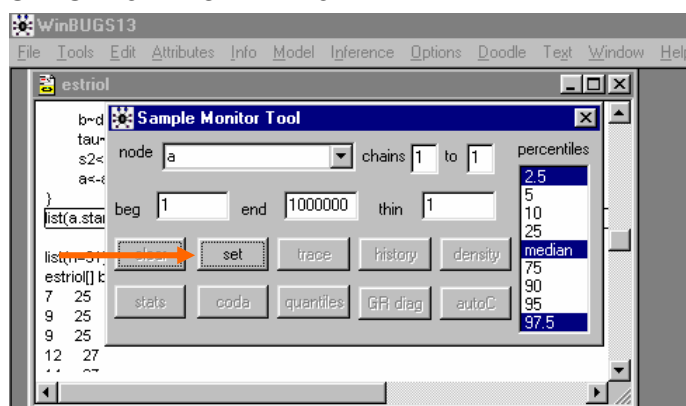 WinBUGS13
File Tools Edit Attributes Info Model Inference Options Doodle Text Window Help
estriol
Sample Monitor Tool
node a chains 1 to 1 percentiles
beg 1 end 1000000 thin 1
clear set trace history density
stats coda quantiles GR diag autoC
2.5
5
10
25
median
75
90
95
97.5
b~d
tau~
s2<
a<-a
}
list(a.star
estriol[] b
7 25
9 25
9 25
12 27